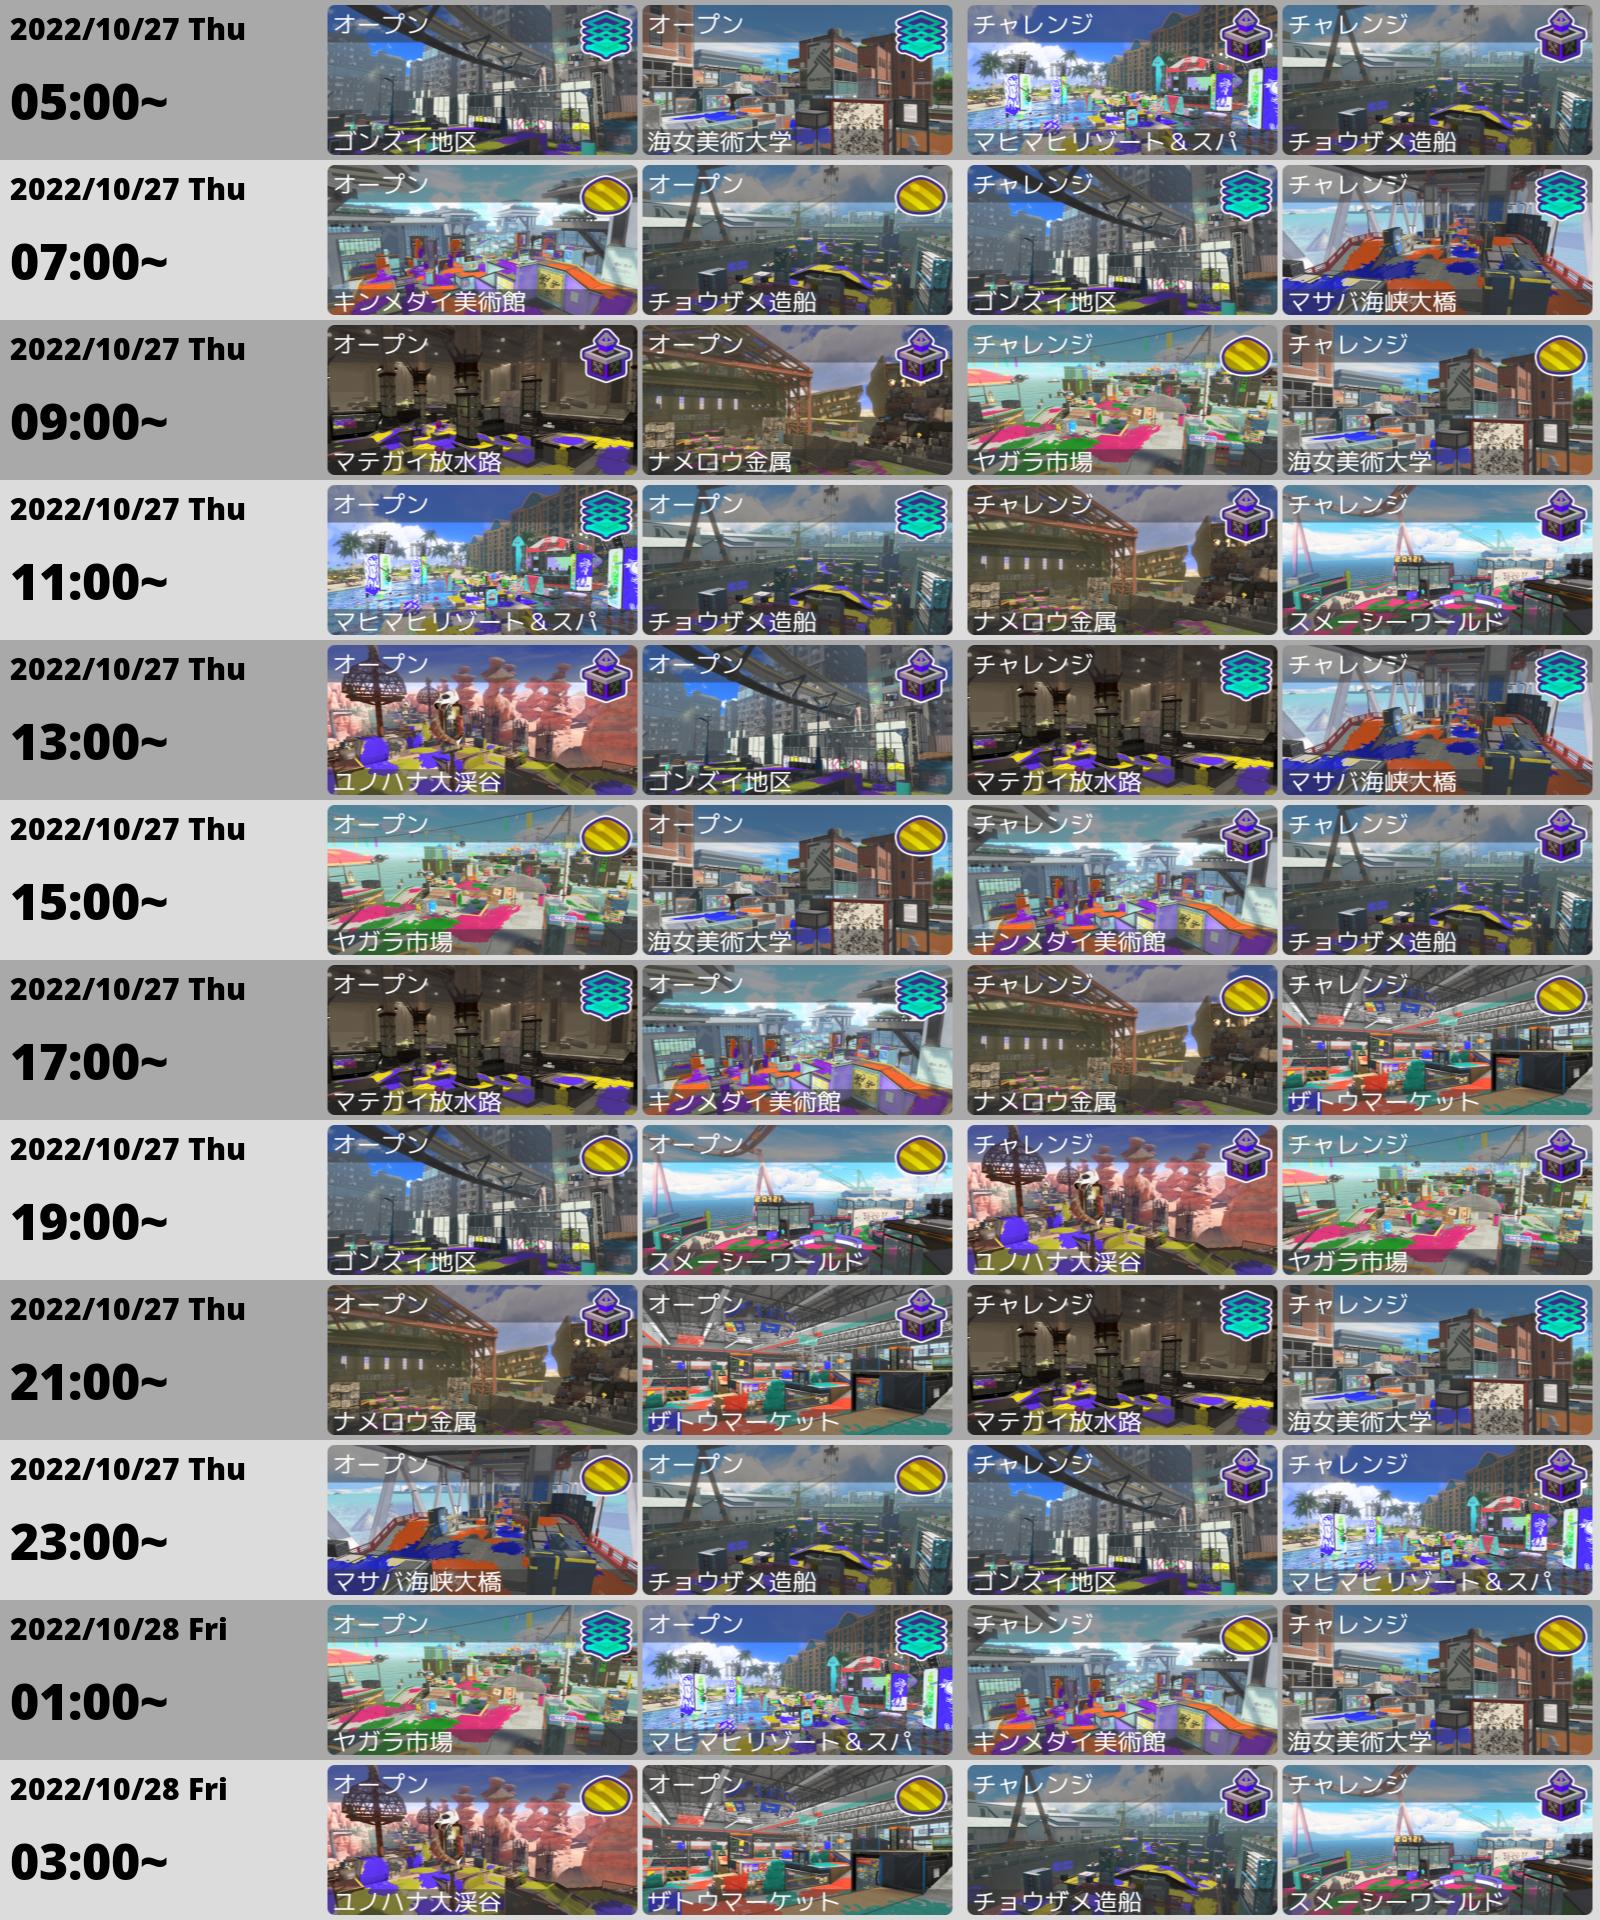 2022/10/27 Thu
05:00~
オープン
ゴンズイ地区
オープン
海女美術大学
チャレンジ
マヒマヒリゾート＆スパ
チャレンジ
チョウザメ造船
2022/10/27 Thu
07:00~
オープン
キンメダイ美術館
オープン
チョウザメ造船
チャレンジ
ゴンズイ地区
チャレンジ
マサバ海峡大橋
2022/10/27 Thu
09:00~
オープン
マテガイ放水路
オープン
ナメロウ金属
チャレンジ
ヤガラ市場
チャレンジ
海女美術大学
2022/10/27 Thu
11:00~
オープン
マヒマヒリゾート＆スパ
オープン
チョウザメ造船
チャレンジ
ナメロウ金属
チャレンジ
スメーシーワールド
2022/10/27 Thu
13:00~
オープン
ユノハナ大渓谷
オープン
ゴンズイ地区
チャレンジ
マテガイ放水路
チャレンジ
マサバ海峡大橋
2022/10/27 Thu
15:00~
オープン
ヤガラ市場
オープン
海女美術大学
チャレンジ
キンメダイ美術館
チャレンジ
チョウザメ造船
2022/10/27 Thu
17:00~
オープン
マテガイ放水路
オープン
キンメダイ美術館
チャレンジ
ナメロウ金属
チャレンジ
ザトウマーケット
2022/10/27 Thu
19:00~
オープン
ゴンズイ地区
オープン
スメーシーワールド
チャレンジ
ユノハナ大渓谷
チャレンジ
ヤガラ市場
2022/10/27 Thu
21:00~
オープン
ナメロウ金属
オープン
ザトウマーケット
チャレンジ
マテガイ放水路
チャレンジ
海女美術大学
2022/10/27 Thu
23:00~
オープン
マサバ海峡大橋
オープン
チョウザメ造船
チャレンジ
ゴンズイ地区
チャレンジ
マヒマヒリゾート＆スパ
2022/10/28 Fri
01:00~
オープン
ヤガラ市場
オープン
マヒマヒリゾート＆スパ
チャレンジ
キンメダイ美術館
チャレンジ
海女美術大学
2022/10/28 Fri
03:00~
オープン
ユノハナ大渓谷
オープン
ザトウマーケット
チャレンジ
チョウザメ造船
チャレンジ
スメーシーワールド